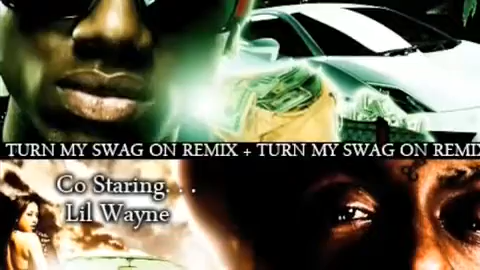 TURN MY SWAG ON REMIX + TURN MY SWAG ON REMI
Co Staring. . .
Lil Wayne